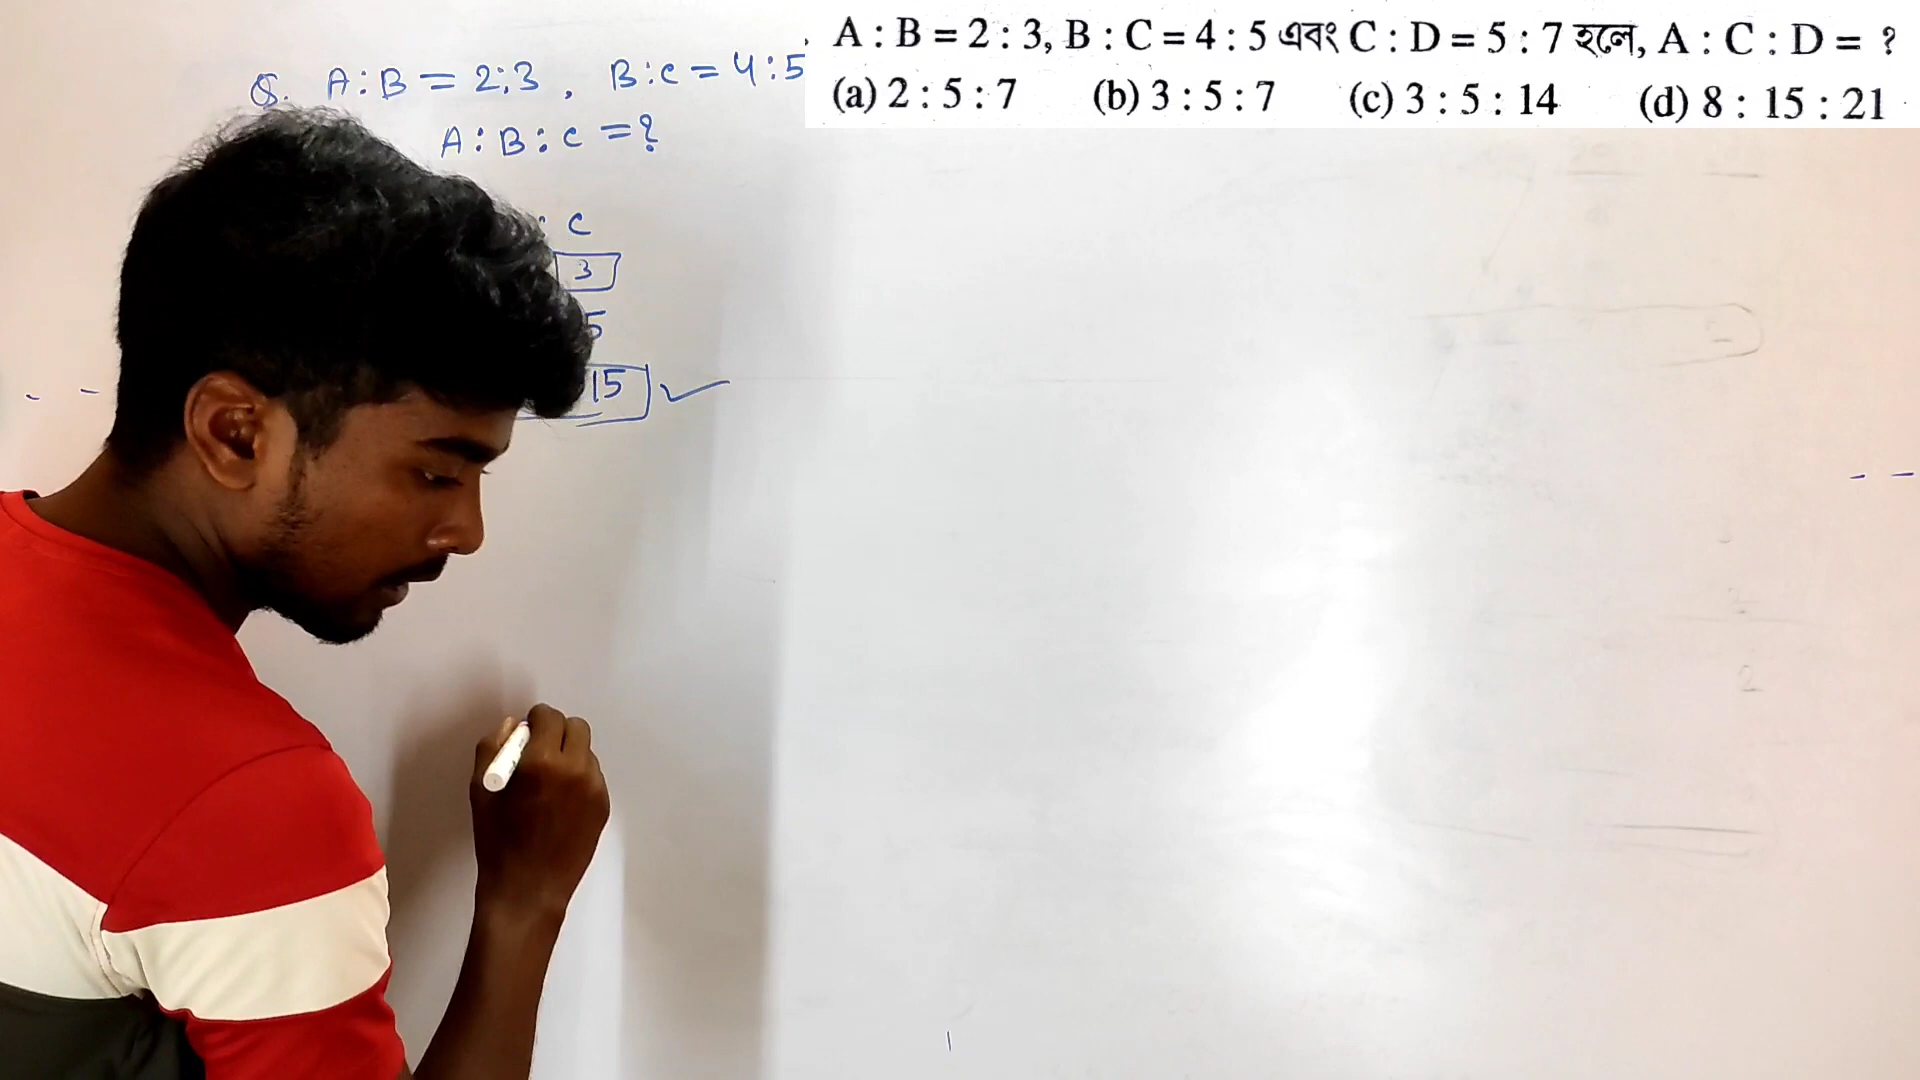 A : B = 2 : 3, B : C = 4 : 5 এবং C : D = 5 : 7 হলে, A : C : D = ?
(a) 2 : 5 : 7 (b) 3 : 5 : 7 (c) 3 : 5 : 14 (d) 8 : 15 : 21
Q. A : B = 2 : 3 , B : C = 4 : 5
A : B : C = ?
: C
3
5
15